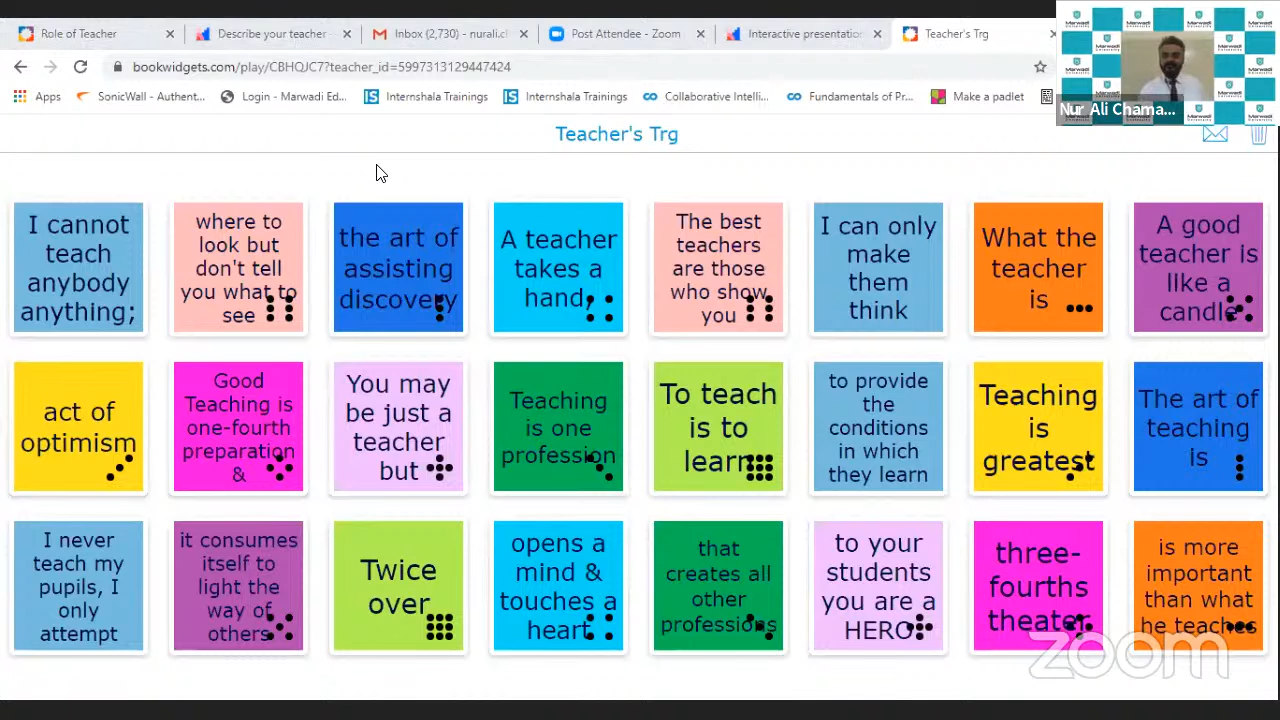 Role of Teacher
Describe your teacher
Inbox (2,730) - nuralich
Post Attendee - Zoom
Interactive presentation
Teacher's Trg
bookwidgets.com/play/CBHQJC7?teacher_id=5997313129447424
Apps
SonicWall - Authent...
Login - Marwadi Ed...
Internshala Trainings
Internshala Trainings
Collaborative Intelli...
Fundamentals of Pr...
Make a padlet
Nur Ali Chama...
Teacher's Trg
I cannot
teach
anybody
anything;
where to
look but
don't tell
you what to
see
the art of
assisting
discovery
A teacher
takes a
hand,
The best
teachers
are those
who show
you
I can only
make
them
think
What the
teacher
is
A good
teacher is
like a
candle
act of
optimism
Good
Teaching is
one-fourth
preparation
&
You may
be just a
teacher
but
Teaching
is one
profession
To teach
is to
learn
to provide
the
conditions
in which
they learn
Teaching
is
greatest
The art of
teaching
is
I never
teach my
pupils, I
only
attempt
it consumes
itself to
light the
way of
others
Twice
over
opens a
mind &
touches a
heart
that
creates all
other
professions
to your
students
you are a
HERO
three-
fourths
theater
is more
important
than what
he teaches
zoom